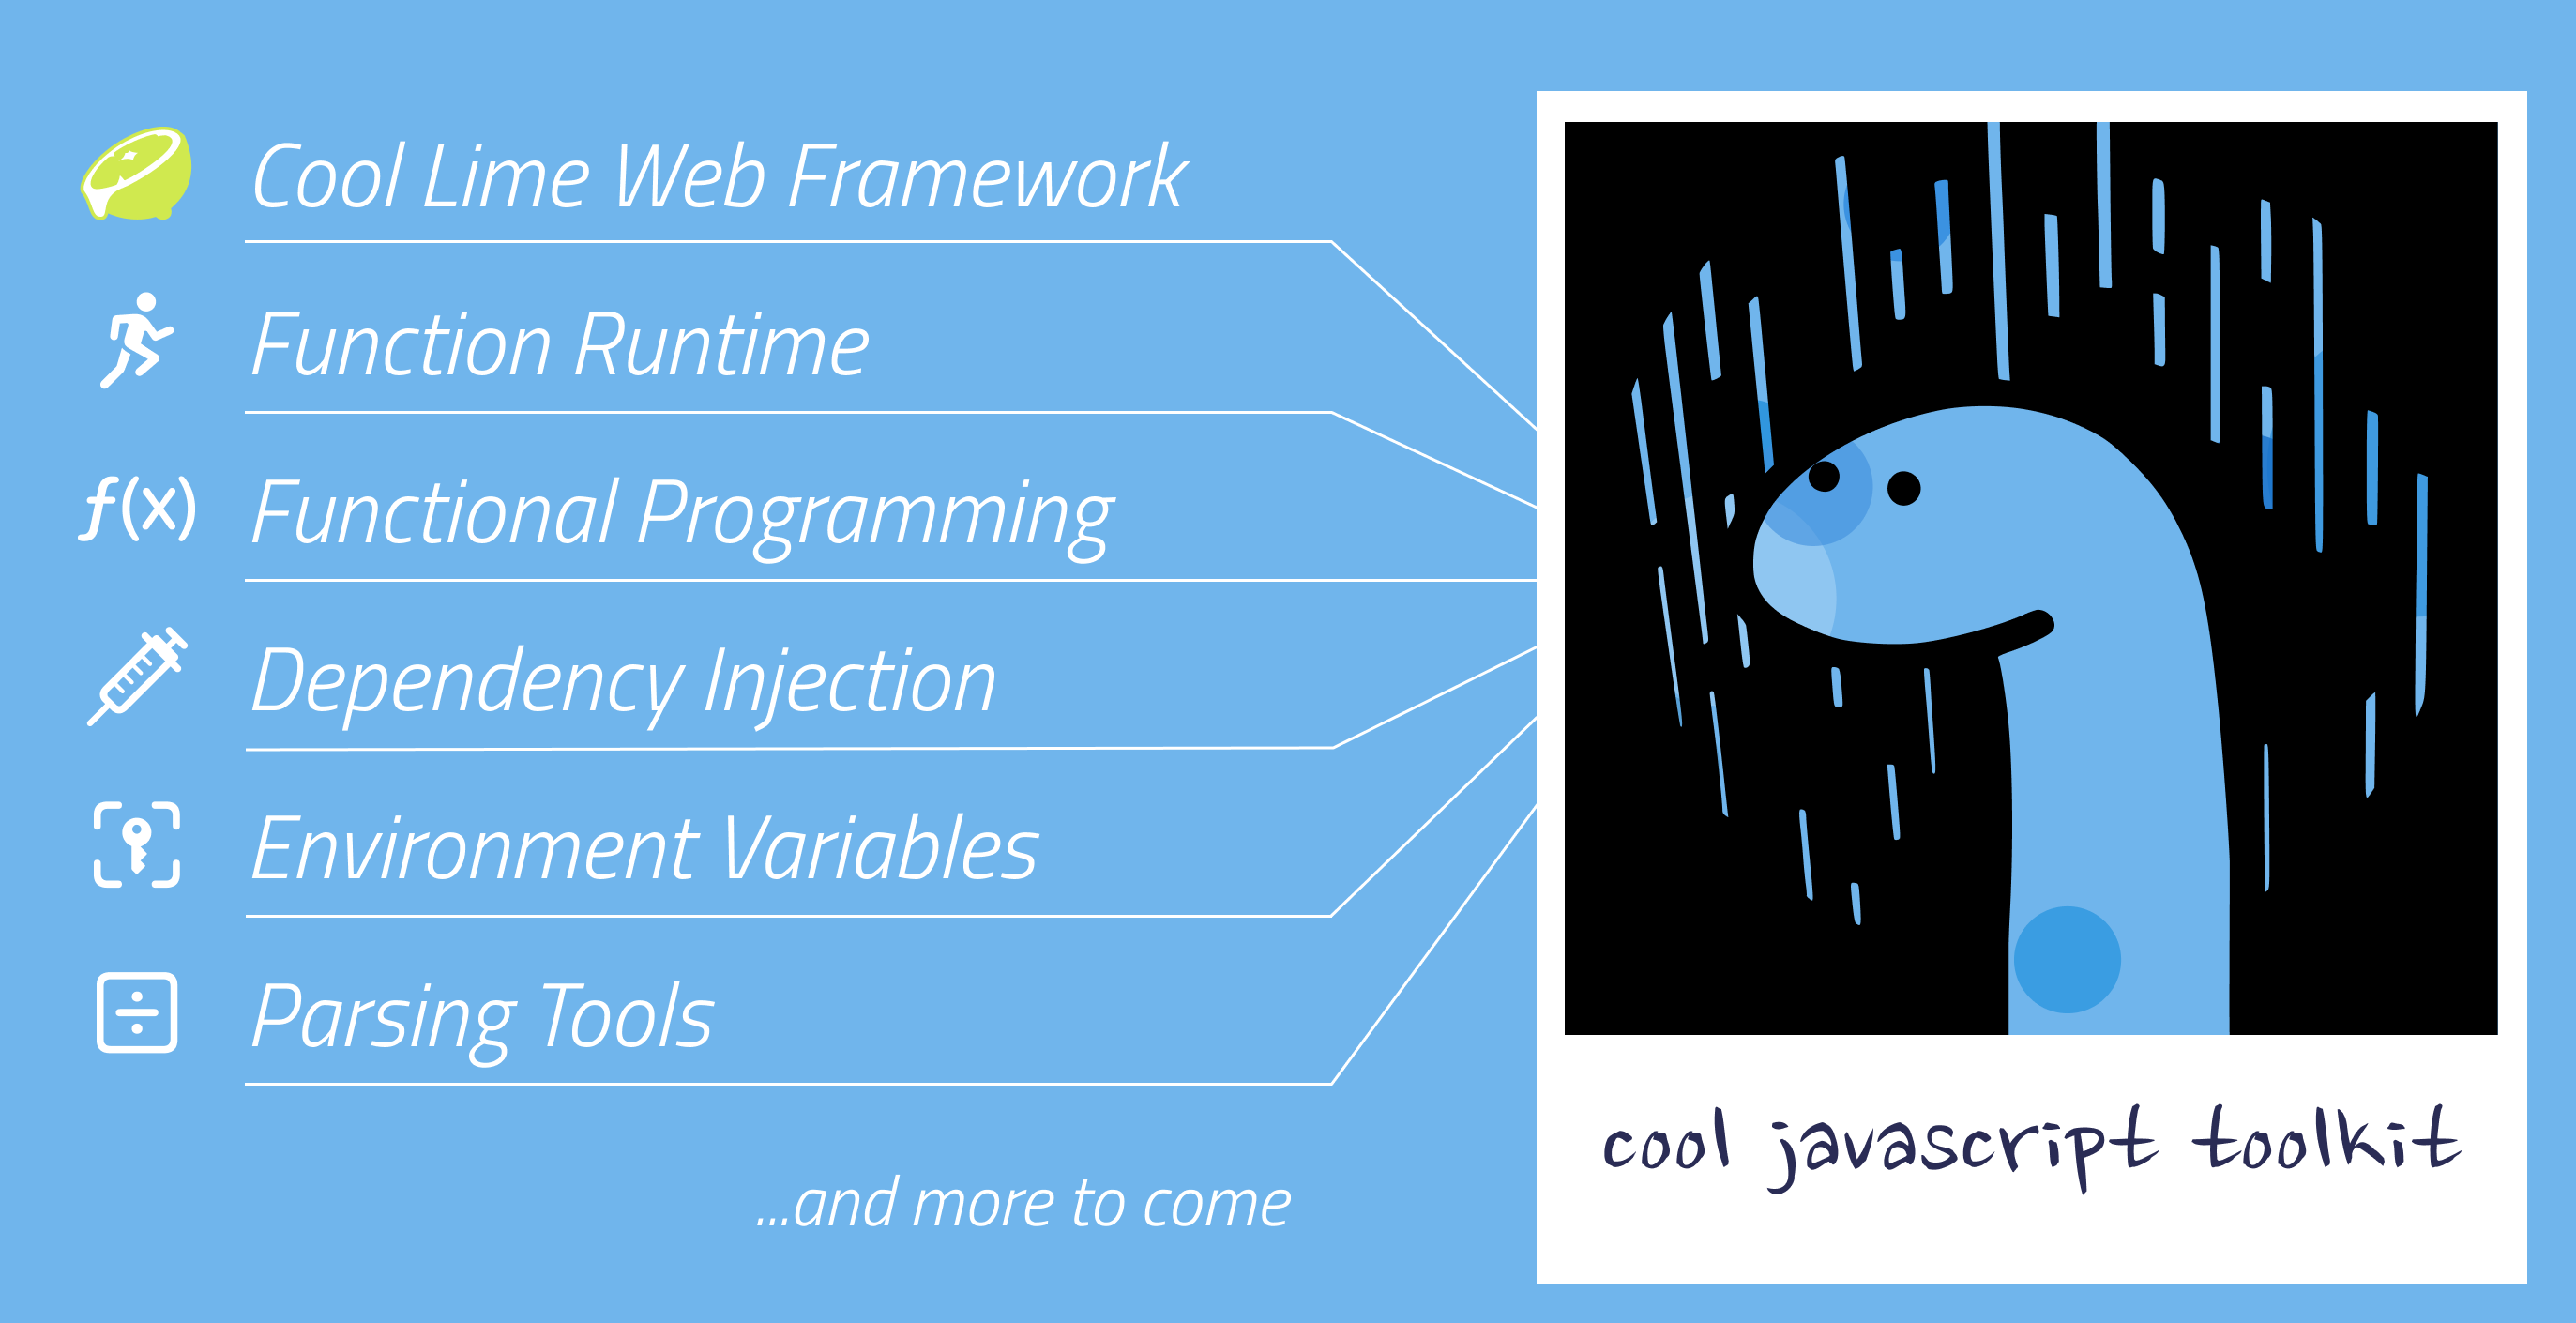 Cool Lime Web Framework
Function Runtime
f(x) Functional Programming
Dependency Injection
Environment Variables
Parsing Tools
...and more to come
cool javascript toolkit